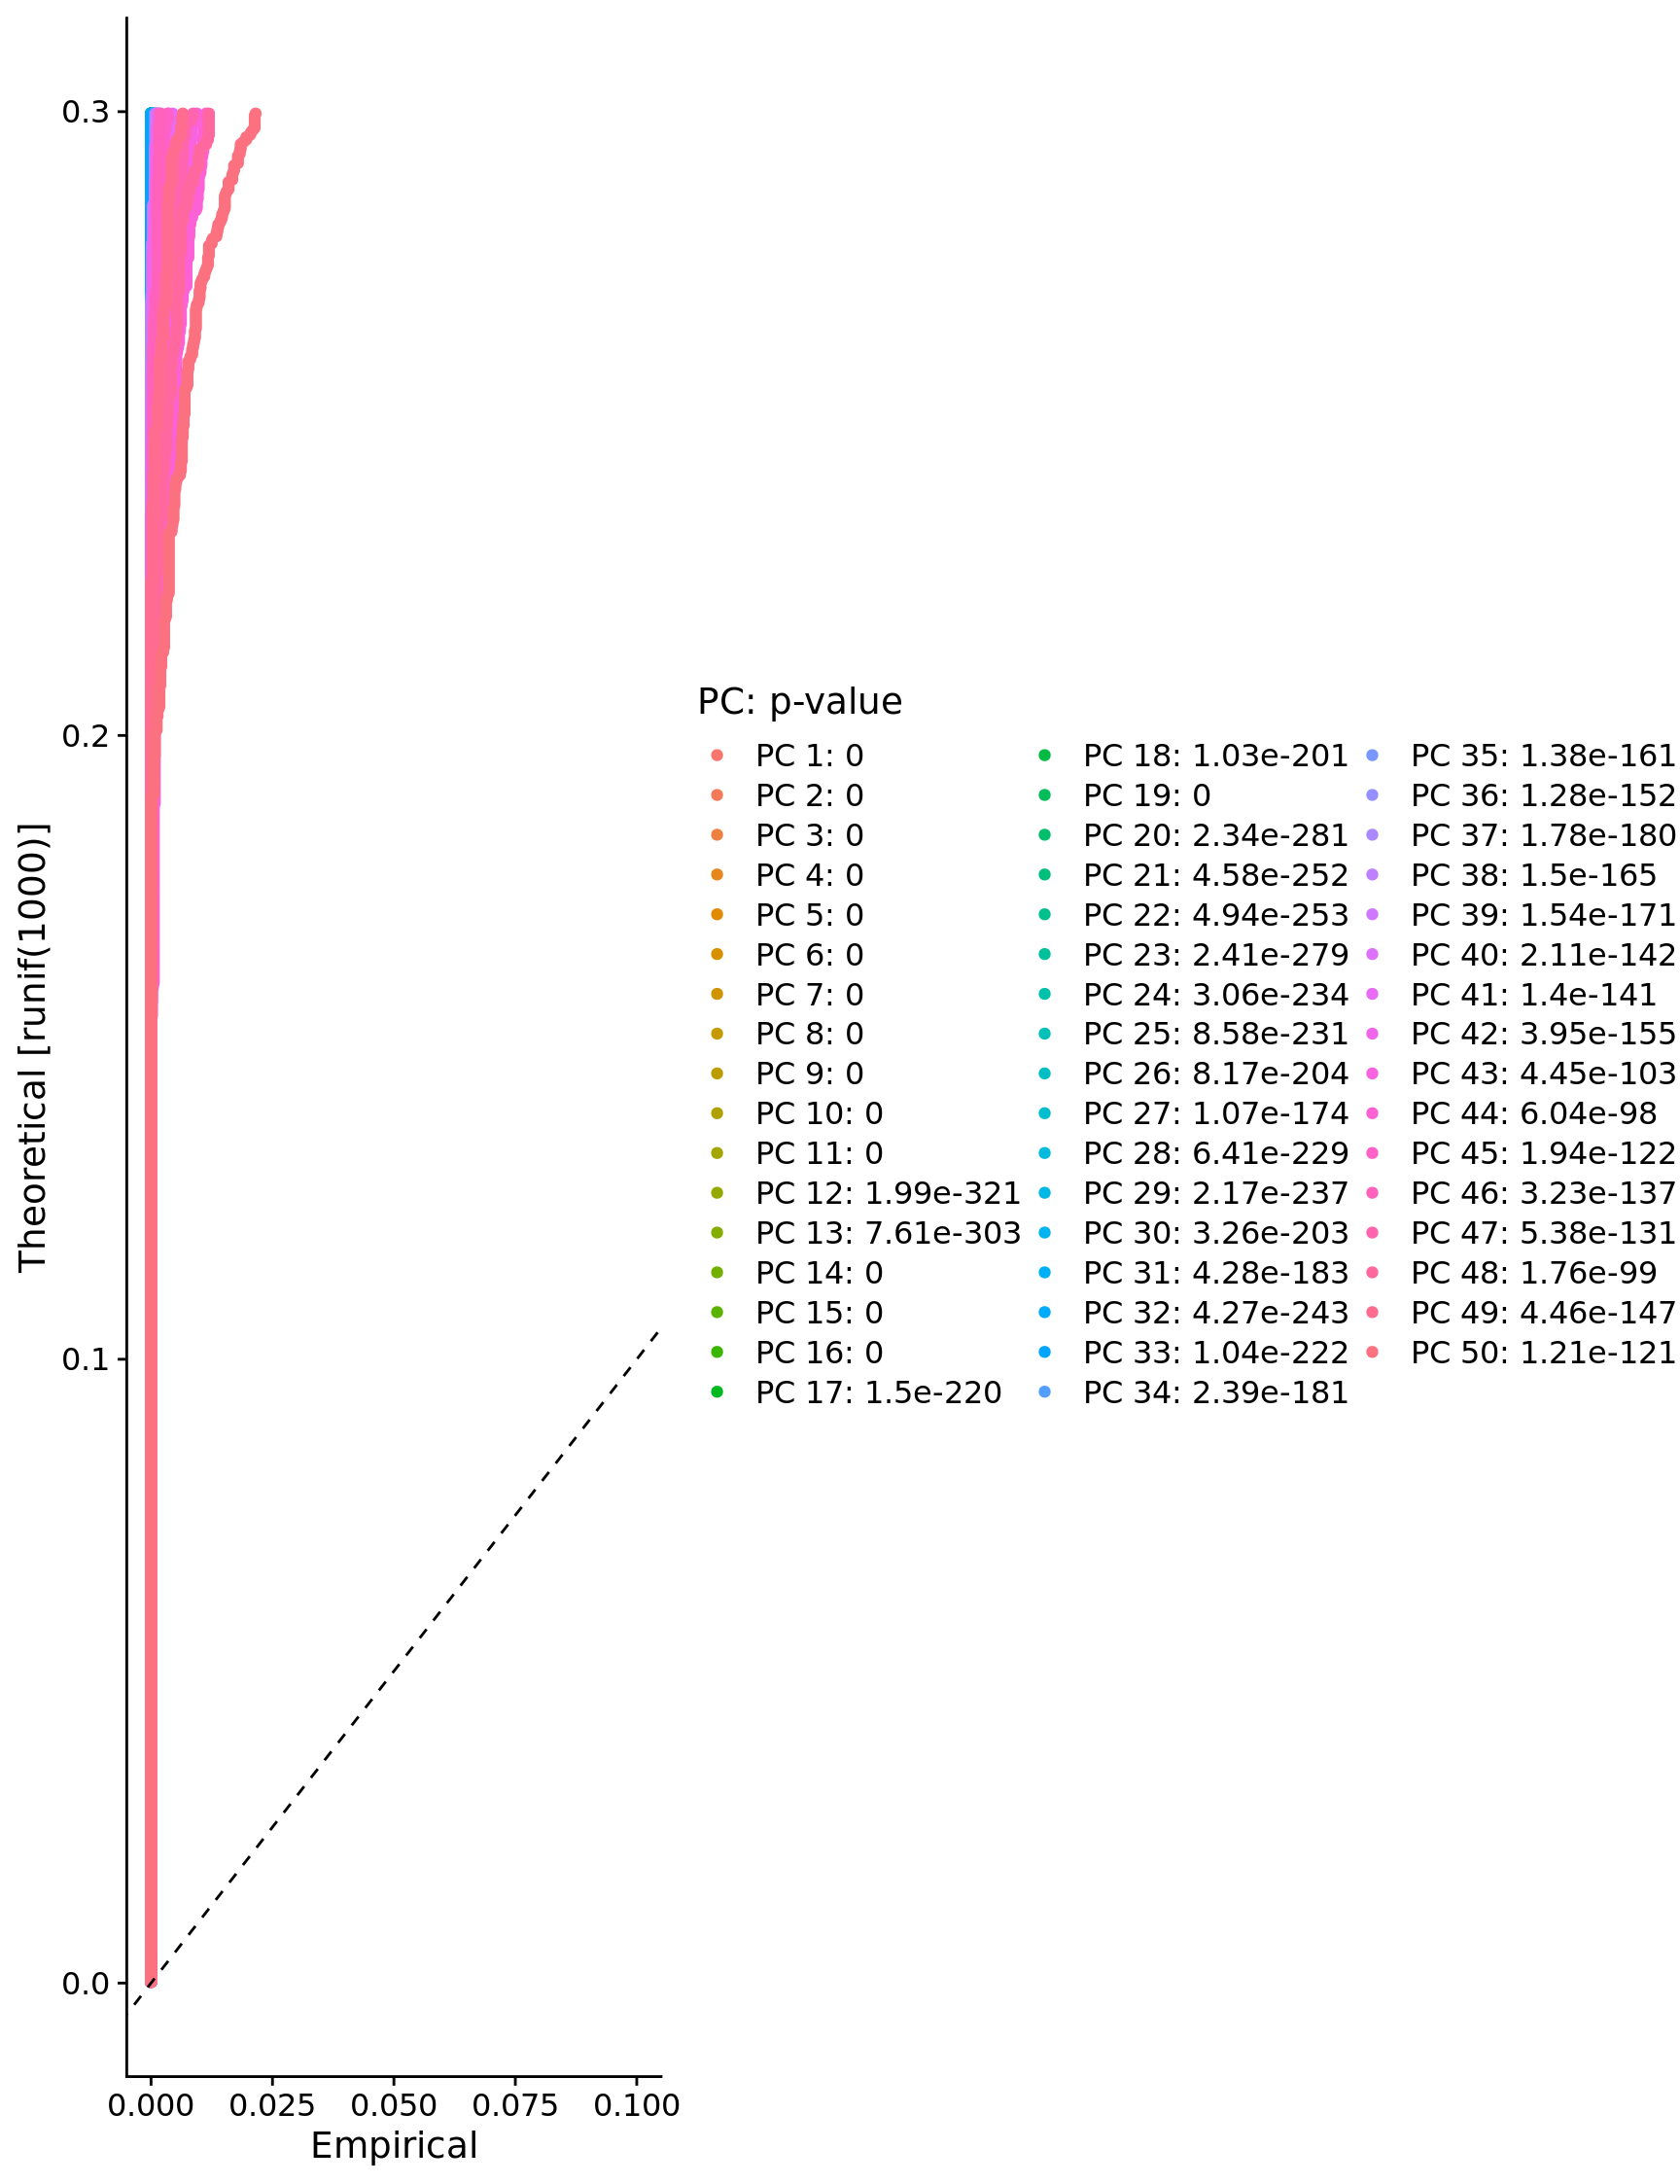 0.3
0.2
0.1
0.0
Theoretical [runif(1000)]
0.000 0.025 0.050 0.075 0.100
Empirical
PC: p-value
PC 1: 0
PC 2: 0
PC 3: 0
PC 4: 0
PC 5: 0
PC 6: 0
PC 7: 0
PC 8: 0
PC 9: 0
PC 10: 0
PC 11: 0
PC 12: 1.99e-321
PC 13: 7.61e-303
PC 14: 0
PC 15: 0
PC 16: 0
PC 17: 1.5e-220
PC 18: 1.03e-201
PC 19: 0
PC 20: 2.34e-281
PC 21: 4.58e-252
PC 22: 4.94e-253
PC 23: 2.41e-279
PC 24: 3.06e-234
PC 25: 8.58e-231
PC 26: 8.17e-204
PC 27: 1.07e-174
PC 28: 6.41e-229
PC 29: 2.17e-237
PC 30: 3.26e-203
PC 31: 4.28e-183
PC 32: 4.27e-243
PC 33: 1.04e-222
PC 34: 2.39e-181
PC 35: 1.38e-161
PC 36: 1.28e-152
PC 37: 1.78e-180
PC 38: 1.5e-165
PC 39: 1.54e-171
PC 40: 2.11e-142
PC 41: 1.4e-141
PC 42: 3.95e-155
PC 43: 4.45e-103
PC 44: 6.04e-98
PC 45: 1.94e-122
PC 46: 3.23e-137
PC 47: 5.38e-131
PC 48: 1.76e-99
PC 49: 4.46e-147
PC 50: 1.21e-121